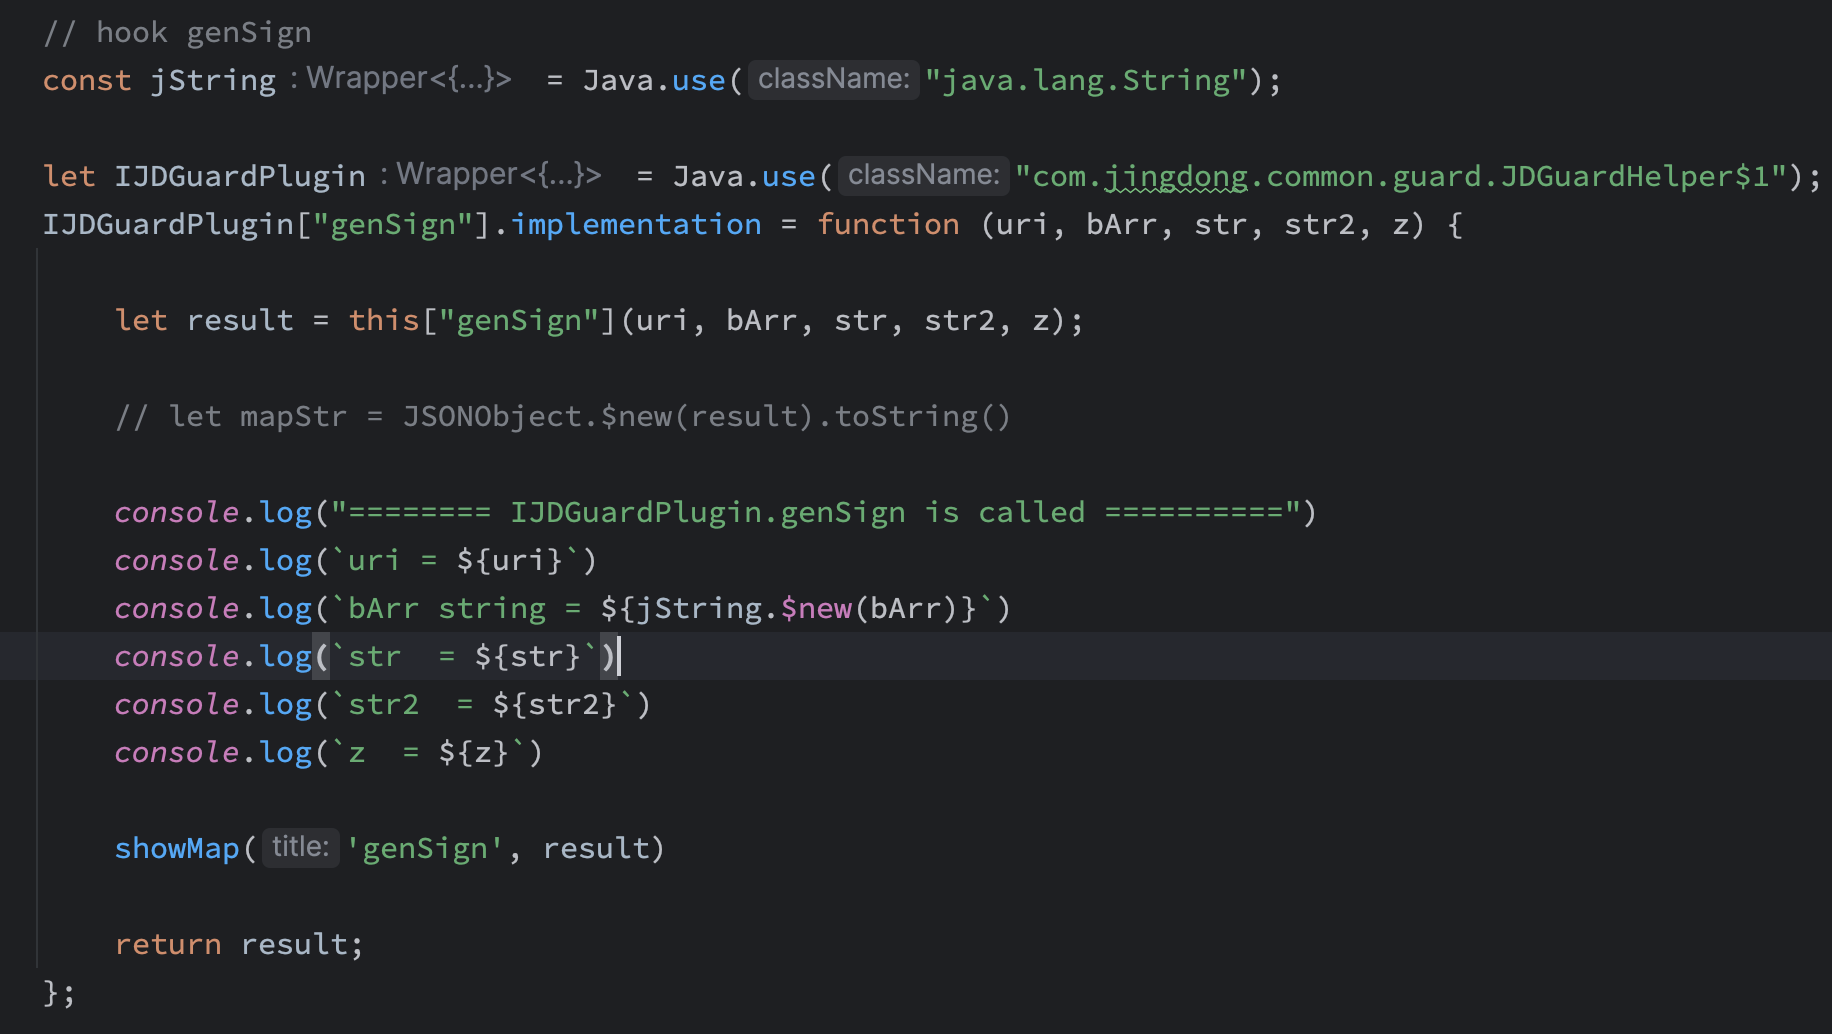 // hook genSign
const jString : Wrapper<{...}> = Java.use( className: "java.lang.String");
let IJDGuardPlugin : Wrapper<{...}> = Java.use( className: "com.jingdong.common.guard.JDGuardHelper$1");
IJDGuardPlugin["genSign"].implementation = function (uri, bArr, str, str2, z) {
let result = this["genSign"](uri, bArr, str, str2, z);
// let mapStr = JSONObject.$new(result).toString()
console.log("======== IJDGuardPlugin.genSign is called ==========")
console.log(`uri = ${uri}`)
console.log(`bArr string = ${jString.$new(bArr)}`)
console.log(`str  = ${str}`)
console.log(`str2  = ${str2}`)
console.log(`z  = ${z}`)
showMap( title: 'genSign', result)
return result;
};